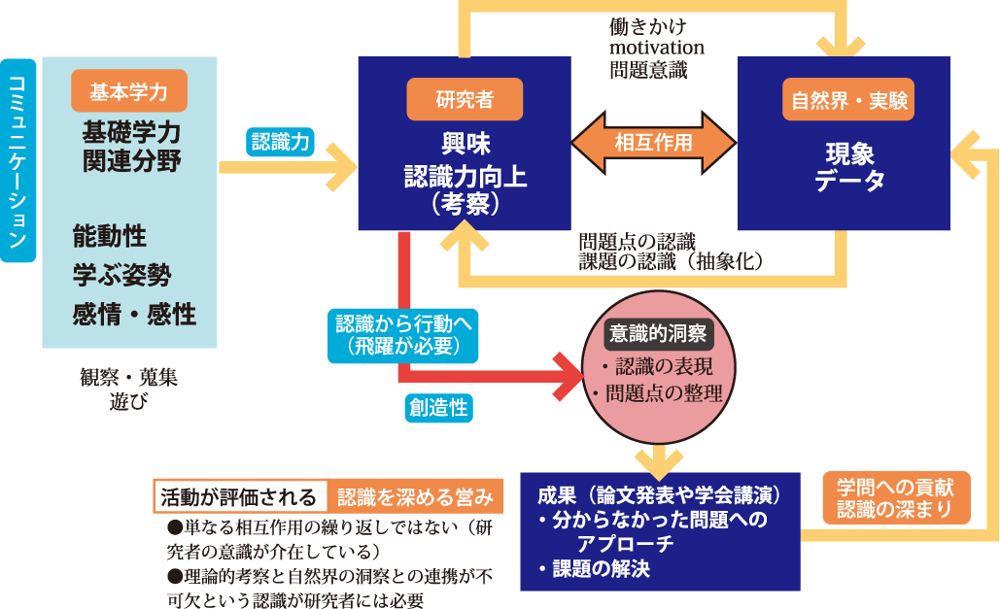 コミュニケーション
基本学力
基礎学力
関連分野
能動性
学ぶ姿勢
感情・感性
観察・蒐集
遊び
認識力
研究者
興味
認識力向上
（考察）
働きかけ
motivation
問題意識
相互作用
自然界・実験
現象
データ
問題点の認識
課題の認識（抽象化）
認識から行動へ
（飛躍が必要）
創造性
意識的洞察
・認識の表現
・問題点の整理
成果（論文発表や学会講演）
・分からなかった問題への
アプローチ
・課題の解決
学問への貢献
認識の深まり
活動が評価される 認識を深める営み
●単なる相互作用の繰り返しではない（研
究者の意識が介在している）
●理論的考察と自然界の洞察との連携が不
可欠という認識が研究者には必要